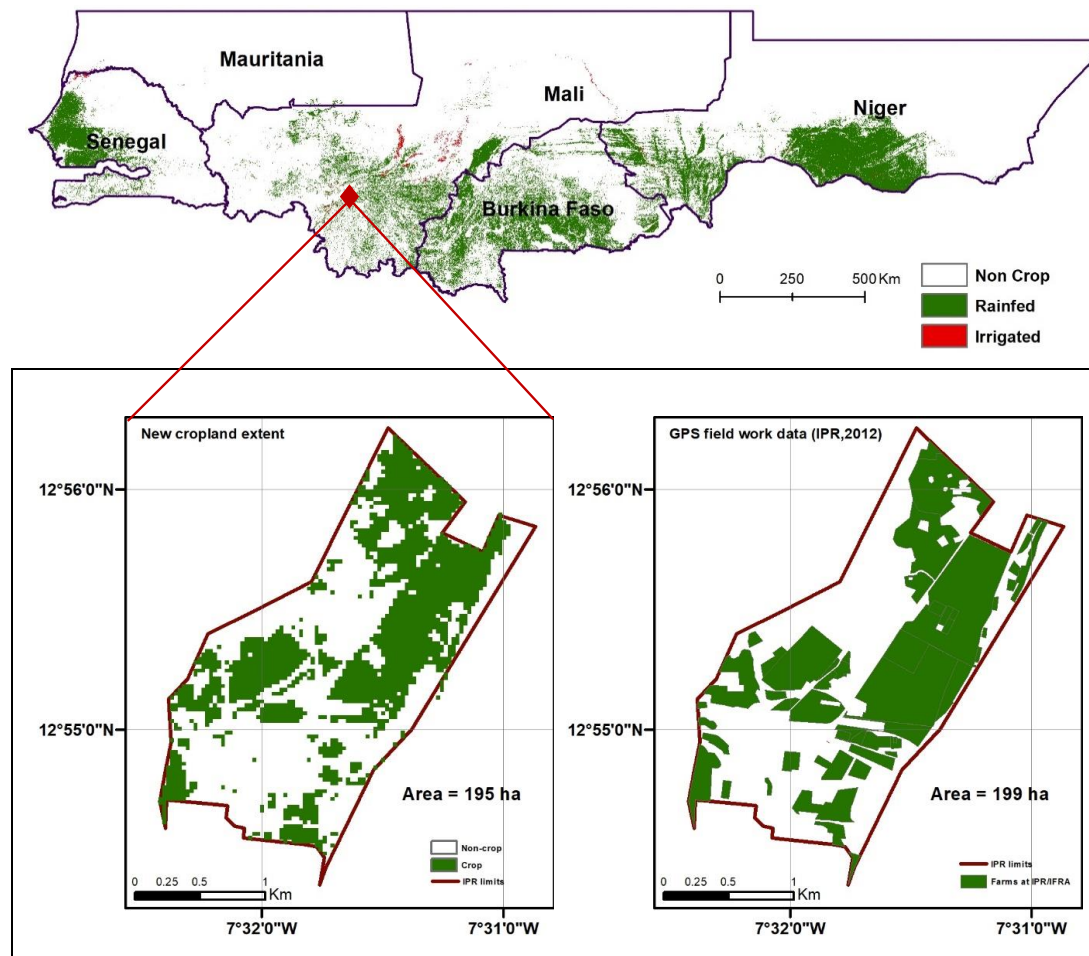 Mauritania
Mali
Niger
Senegal
Burkina Faso
0 250 500 Km
Non Crop
Rainfed
Irrigated
New cropland extent
12°56'0"N
12°55'0"N
Area = 195 ha
Non-crop
Crop
IPR limits
0 0.25 0.5 1
Km
7°32'0"W 7°31'0"W
GPS field work data (IPR,2012)
12°56'0"N
12°55'0"N
Area = 199 ha
IPR limits
Farms at IPR/IFRA
0 0.25 0.5 1
Km
7°32'0"W 7°31'0"W